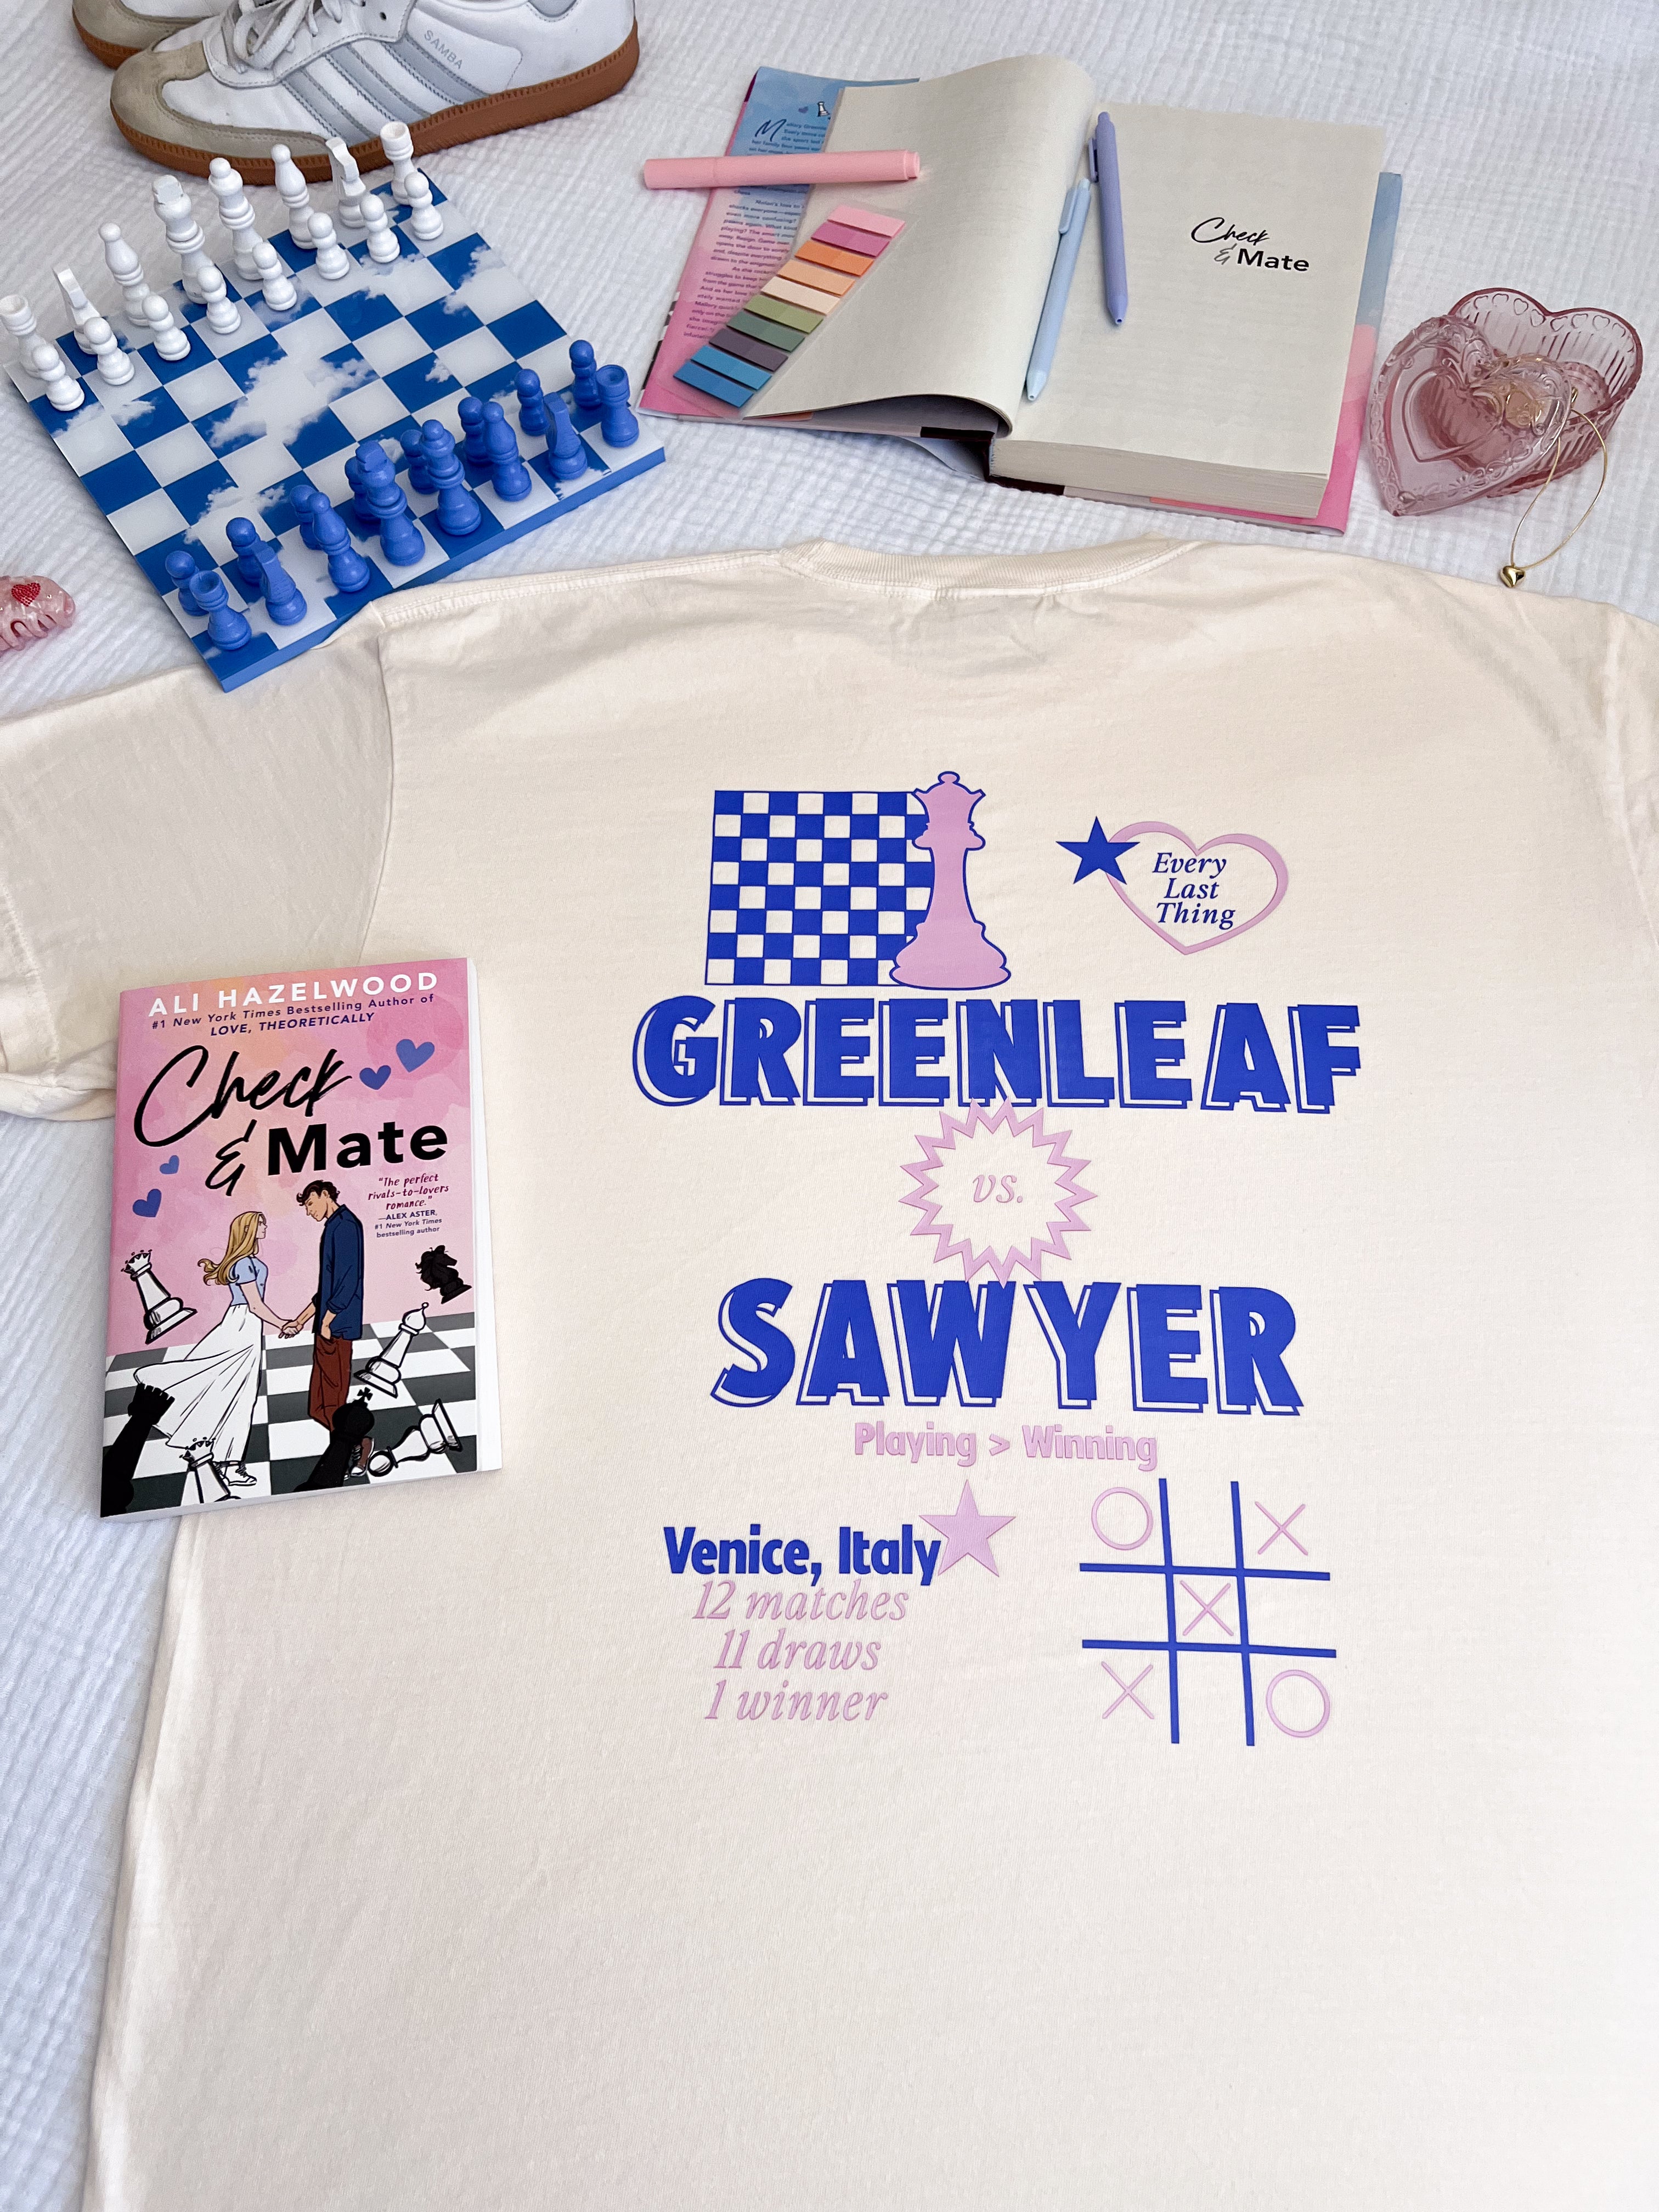 SAMBA
Check
& Mate
Every
Last
Thing
GREENLEAF
vs.
SAWYER
Playing > Winning
Venice, Italy
12 matches
11 draws
1 winner
ALI HAZELWOOD
#1 New York Times Bestselling Author of
LOVE, THEORETICALLY
Check
& Mate
"The perfect
rivals-to-lovers
romance."
—ALEX ASTER,
#1 New York Times
bestselling author